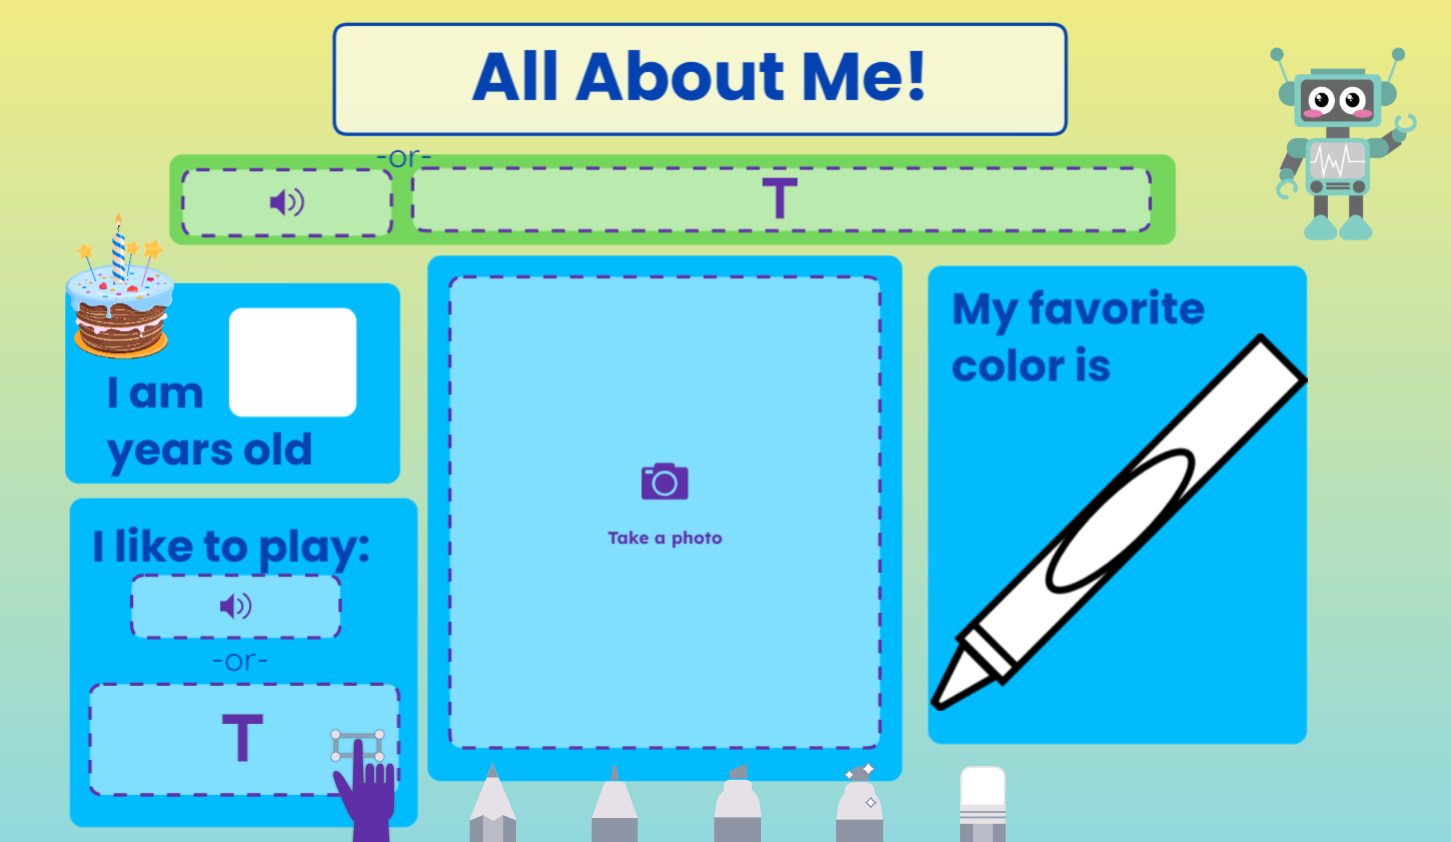 All About Me!
-or-
T
I am
years old
I like to play:
-or-
T
Take a photo
My favorite
color is